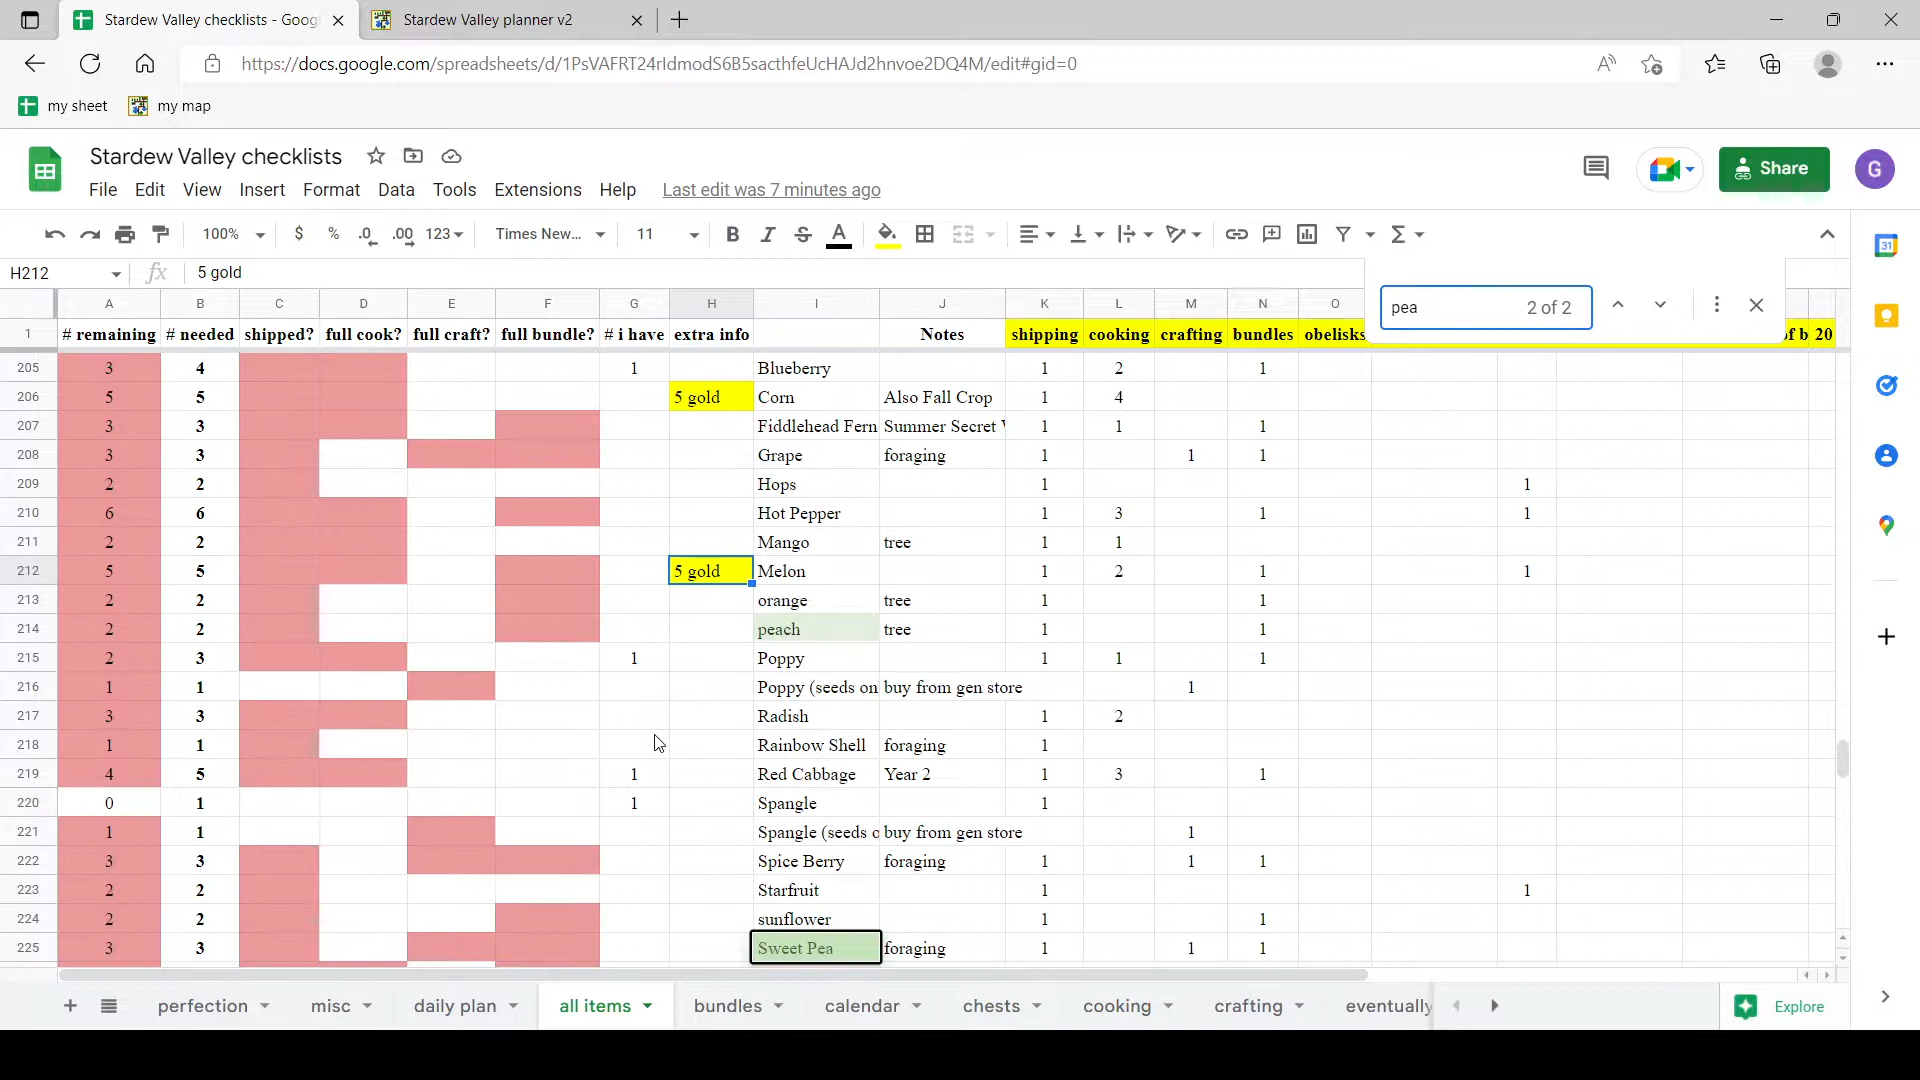 Stardew Valley checklists - Goog
Stardew Valley planner v2
https://docs.google.com/spreadsheets/d/1PsVAFRT24rIdmodS6B5sacthfeUcHAJd2hnvoe2DQ4M/edit#gid=0
my sheet my map
Stardew Valley checklists
Share
G
File Edit View Insert Format Data Tools Extensions Help Last edit was 7 minutes ago
100% $ % .0 .00 123 Times New... 11 B I S A
31
H212 fx 5 gold
pea 2 of 2
A B C D E F G H I J K L M N O
1 # remaining # needed shipped? full cook? full craft? full bundle? # i have extra info Notes shipping cooking crafting bundles obelisks of b 20
205 3 4 1 Blueberry 1 2 1
206 5 5 5 gold Corn Also Fall Crop 1 4
207 3 3 Fiddlehead Fern Summer Secret 1 1 1
208 3 3 Grape foraging 1 1 1
209 2 2 Hops 1 1
210 6 6 Hot Pepper 1 3 1 1
211 2 2 Mango tree 1 1
212 5 5 5 gold Melon 1 2 1 1
213 2 2 orange tree 1 1
214 2 2 peach tree 1 1
215 2 3 1 Poppy 1 1 1
216 1 1 Poppy (seeds on buy from gen store 1
217 3 3 Radish 1 2
218 1 1 Rainbow Shell foraging 1
219 4 5 1 Red Cabbage Year 2 1 3 1
220 0 1 1 Spangle 1
221 1 1 Spangle (seeds o buy from gen store 1
222 3 3 Spice Berry foraging 1 1 1
223 2 2 Starfruit 1 1
224 2 2 sunflower 1 1
225 3 3 Sweet Pea foraging 1 1 1
perfection misc daily plan all items bundles calendar chests cooking crafting eventually Explore